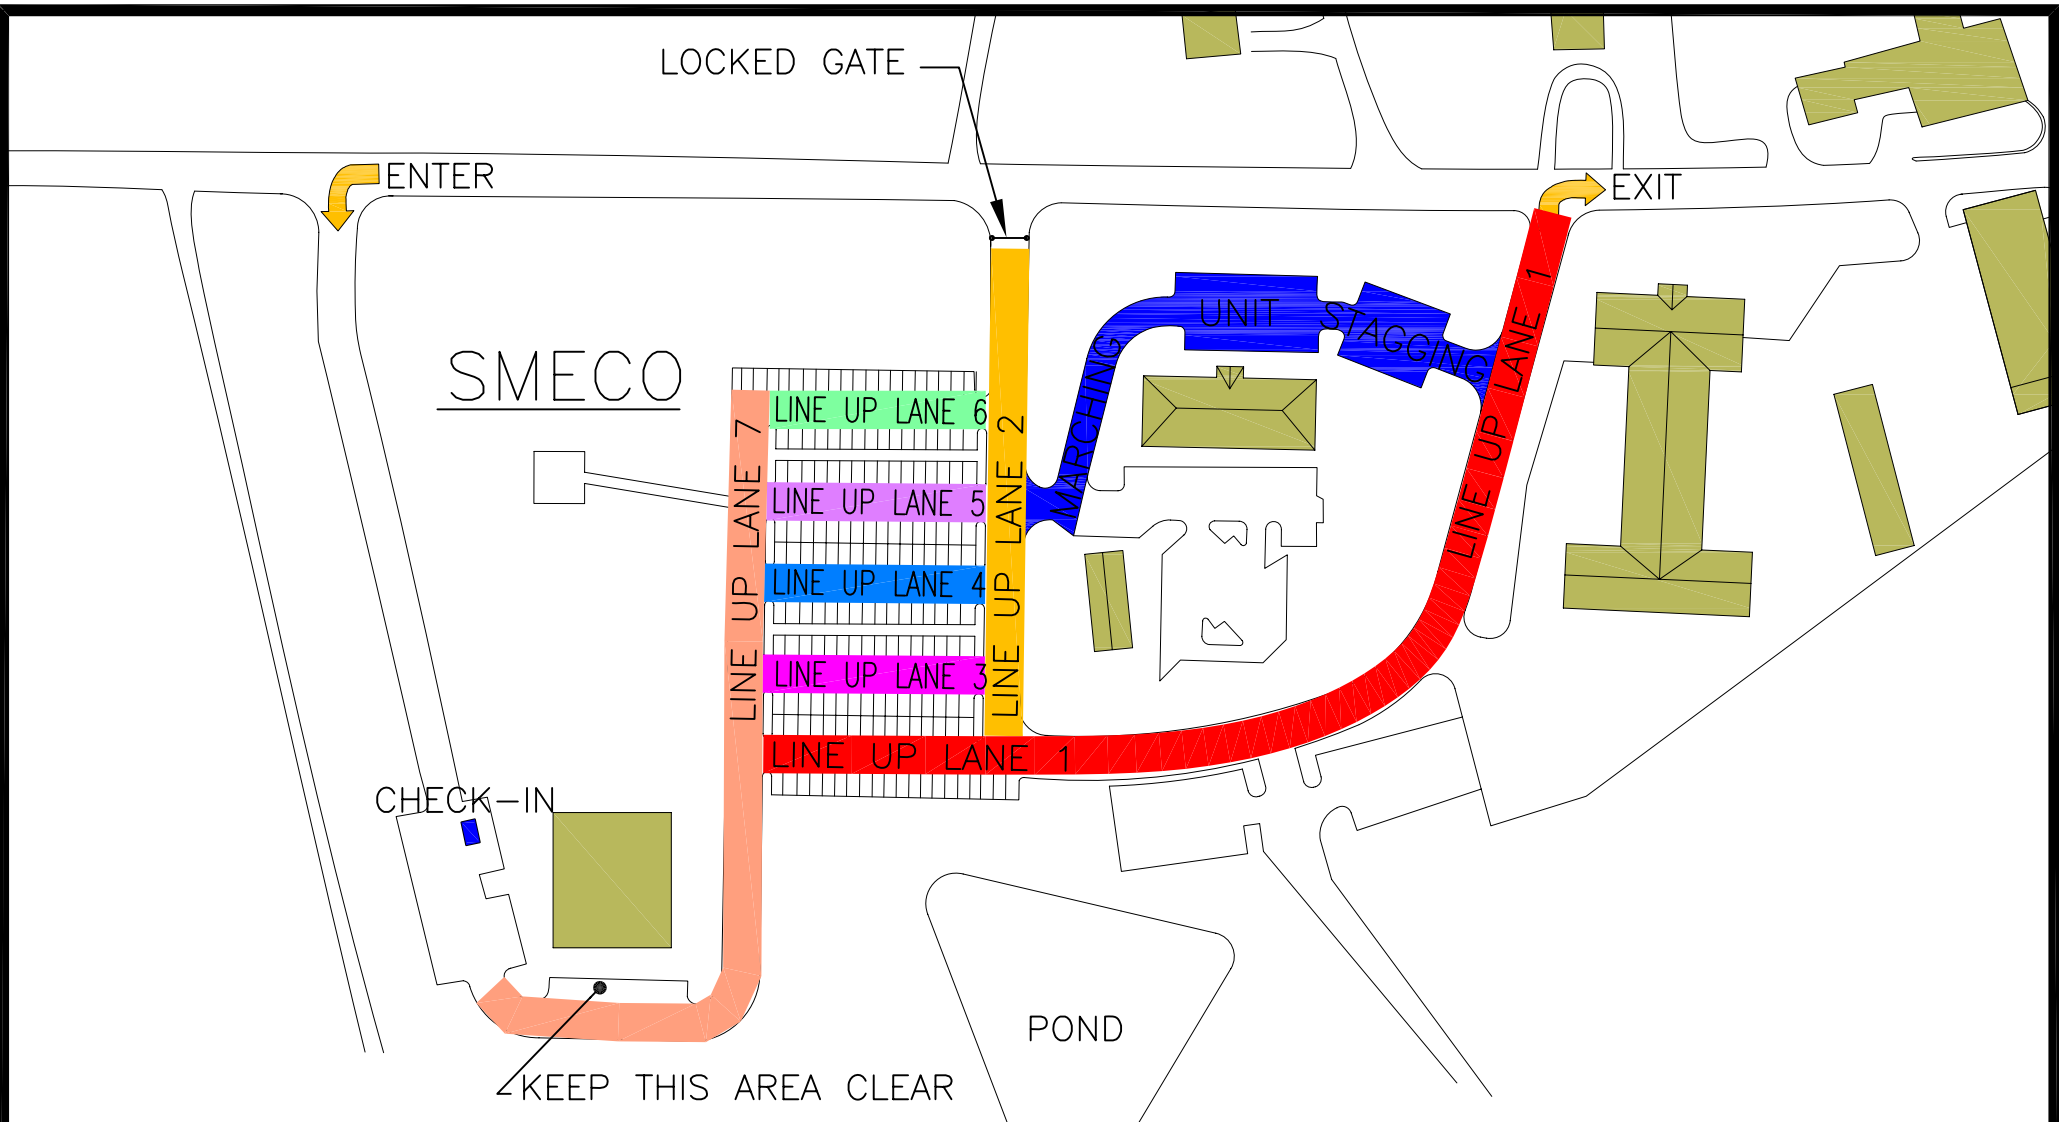 LOCKED GATE
ENTER
EXIT
SMECO
LINE UP LANE 1
UNIT STAGGING
MARCHING
LINE UP LANE 2
LINE UP LANE 7
LINE UP LANE 6
LINE UP LANE 5
LINE UP LANE 4
LINE UP LANE 3
LINE UP LANE 1
CHECK-IN
POND
KEEP THIS AREA CLEAR